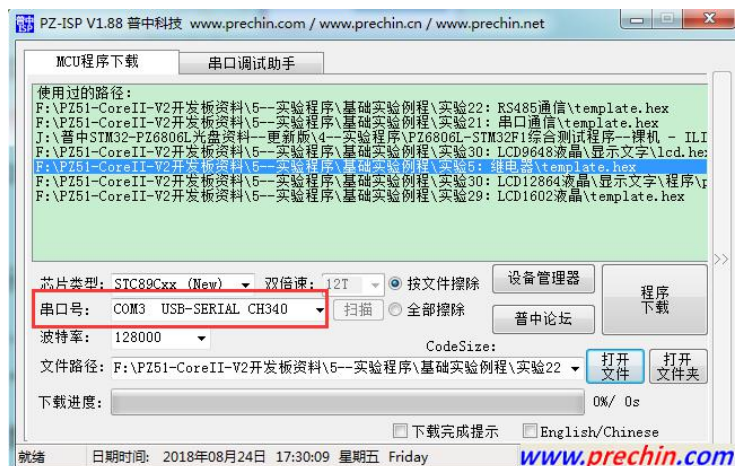 普中 ISP PZ-ISP V1.88 普中科技 www.prechin.com / www.prechin.cn / www.prechin.net
MCU程序下载 串口调试助手
使用过的路径:
F:\PZ51-CoreII-V2开发板资料\5--实验程序\基础实验例程\实验22: RS485通信\template.hex
F:\PZ51-CoreII-V2开发板资料\5--实验程序\基础实验例程\实验21: 串口通信\template.hex
J:\普中STM32-PZ6806L光盘资料--更新版\4--实验程序\PZ6806L-STM32F1综合测试程序--裸机 - ILI
F:\PZ51-CoreII-V2开发板资料\5--实验程序\基础实验例程\实验30: LCD9648液晶\显示文字\lcd.he
F:\PZ51-CoreII-V2开发板资料\5--实验程序\基础实验例程\实验5: 继电器\template.hex
F:\PZ51-CoreII-V2开发板资料\5--实验程序\基础实验例程\实验30: LCD12864液晶\显示文字\程序\p
F:\PZ51-CoreII-V2开发板资料\5--实验程序\基础实验例程\实验29: LCD1602液晶\template.hex
>>
芯片类型: STC89Cxx (New) 双倍速: 12T 按文件擦除 设备管理器 程序下载
串口号: COM3 USB-SERIAL CH340 扫描 全部擦除 普中论坛
波特率: 128000 CodeSize:
文件路径: F:\PZ51-CoreII-V2开发板资料\5--实验程序\基础实验例程\实验22 打开文件 打开文件夹
下载进度: 0%/ 0s
下载完成提示 English/Chinese
就绪 日期时间: 2018年08月24日 17:30:09 星期五 Friday www.prechin.com